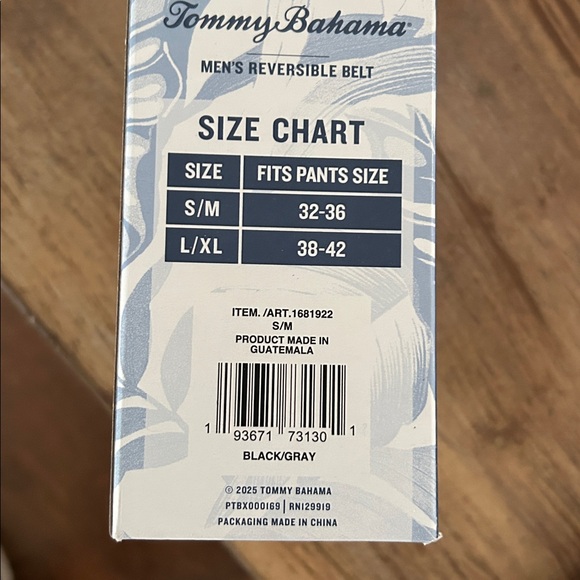 Tommy Bahama®
MEN'S REVERSIBLE BELT
SIZE CHART
SIZE FITS PANTS SIZE
S/M 32-36
L/XL 38-42
ITEM. /ART.1681922
S/M
PRODUCT MADE IN
GUATEMALA
1 93671 73130 1
BLACK/GRAY
© 2025 TOMMY BAHAMA
PTBX000169 | RN129919
PACKAGING MADE IN CHINA